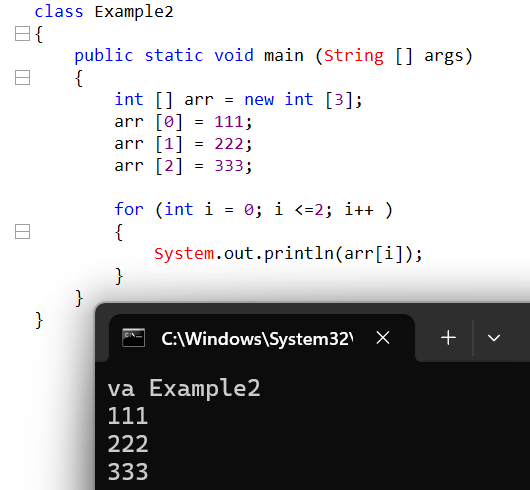 class Example2
{
public static void main (String [] args)
{
int [] arr = new int [3];
arr [0] = 111;
arr [1] = 222;
arr [2] = 333;
for (int i = 0; i <=2; i++ )
{
System.out.println(arr[i]);
}
}
}
C:\Windows\System32\
va Example2
111
222
333